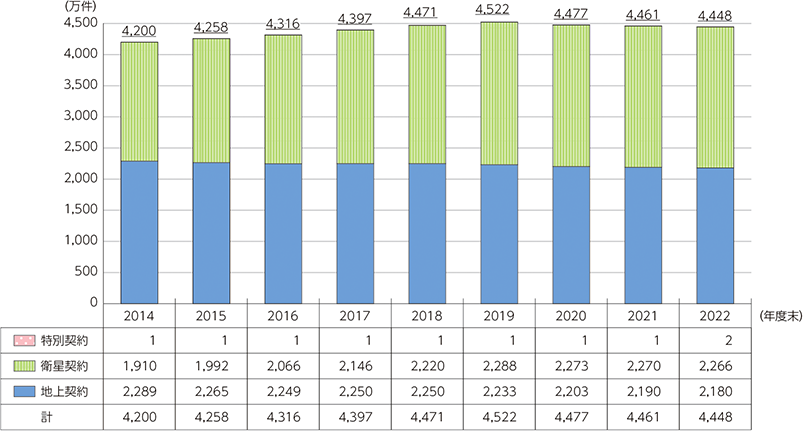 (万件)
4,500
4,000
3,500
3,000
2,500
2,000
1,500
1,000
500
0
4,200 4,258 4,316 4,397 4,471 4,522 4,477 4,461 4,448
2014 2015 2016 2017 2018 2019 2020 2021 2022 (年度末)
特別契約 1 1 1 1 1 1 1 1 2
衛星契約 1,910 1,992 2,066 2,146 2,220 2,288 2,273 2,270 2,266
地上契約 2,289 2,265 2,249 2,250 2,250 2,233 2,203 2,190 2,180
計 4,200 4,258 4,316 4,397 4,471 4,522 4,477 4,461 4,448